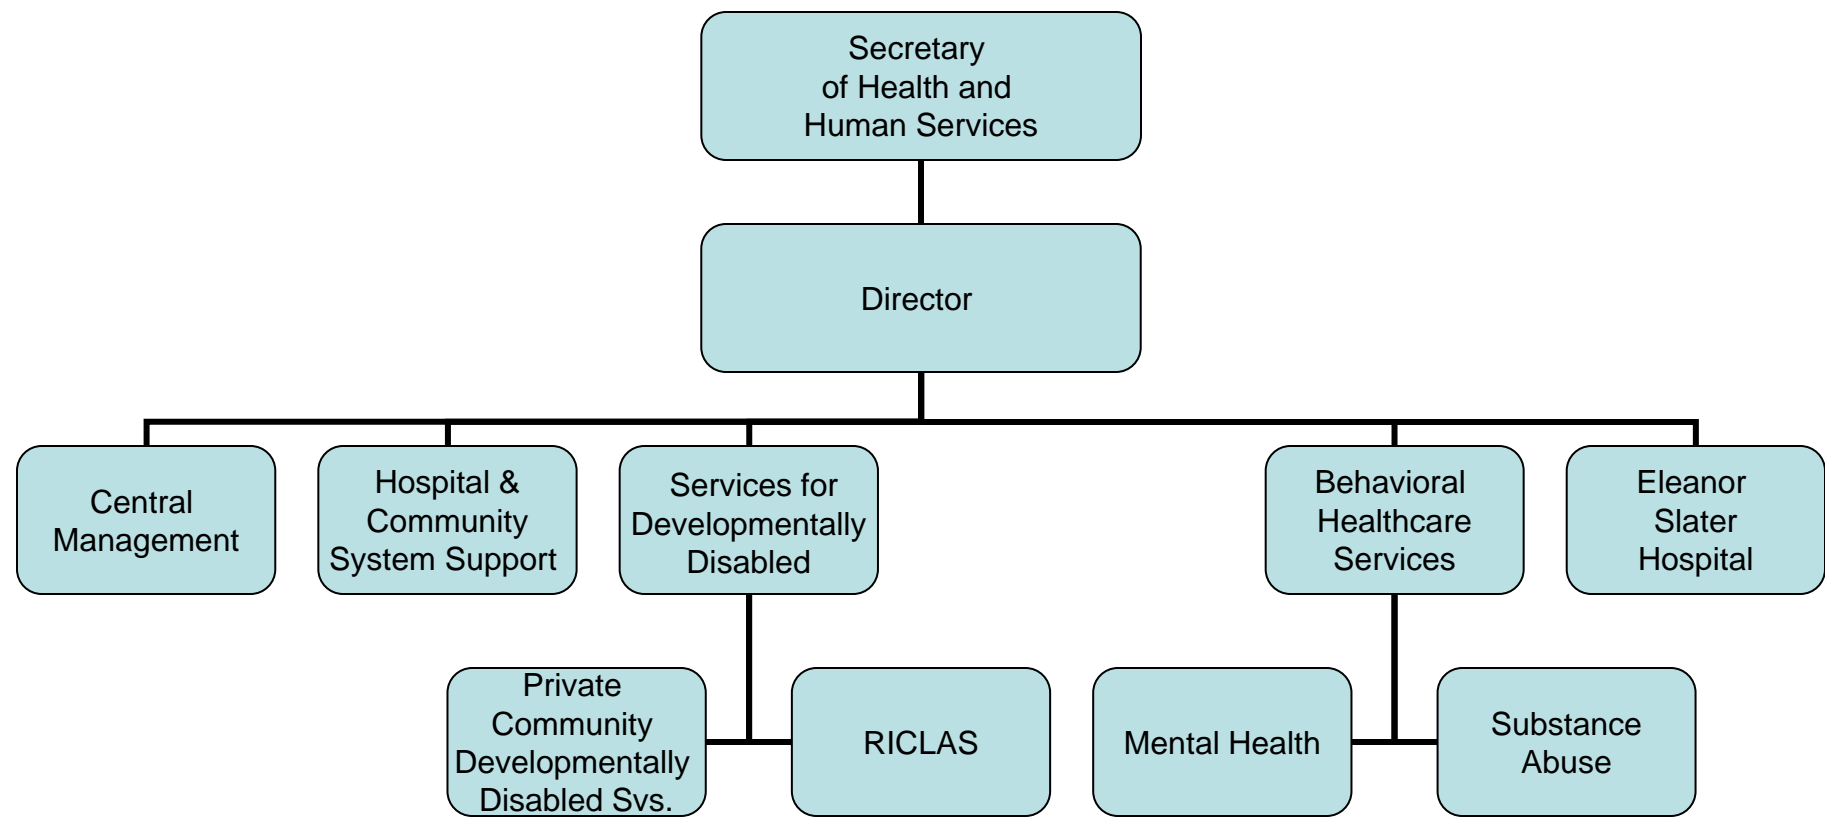 Secretary
of Health and
Human Services
Director
Central
Management
Hospital &
Community
System Support
Services for
Developmentally
Disabled
Behavioral
Healthcare
Services
Eleanor
Slater
Hospital
Private
Community
Developmentally
Disabled Svs.
RICLAS
Mental Health
Substance
Abuse